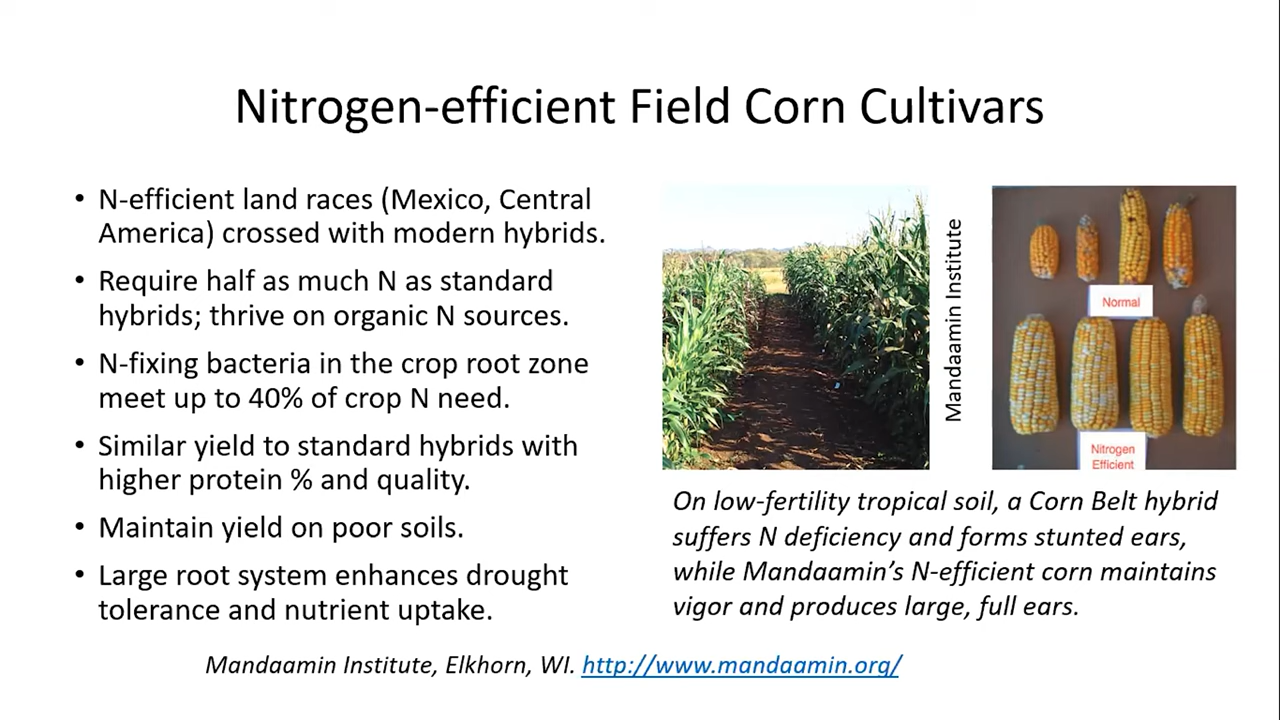 Nitrogen-efficient Field Corn Cultivars
• N-efficient land races (Mexico, Central
America) crossed with modern hybrids.
• Require half as much N as standard
hybrids; thrive on organic N sources.
• N-fixing bacteria in the crop root zone
meet up to 40% of crop N need.
• Similar yield to standard hybrids with
higher protein % and quality.
• Maintain yield on poor soils.
• Large root system enhances drought
tolerance and nutrient uptake.
Mandaamin Institute
Normal
Nitrogen
Efficient
On low-fertility tropical soil, a Corn Belt hybrid
suffers N deficiency and forms stunted ears,
while Mandaamin’s N-efficient corn maintains
vigor and produces large, full ears.
Mandaamin Institute, Elkhorn, WI. http://www.mandaamin.org/